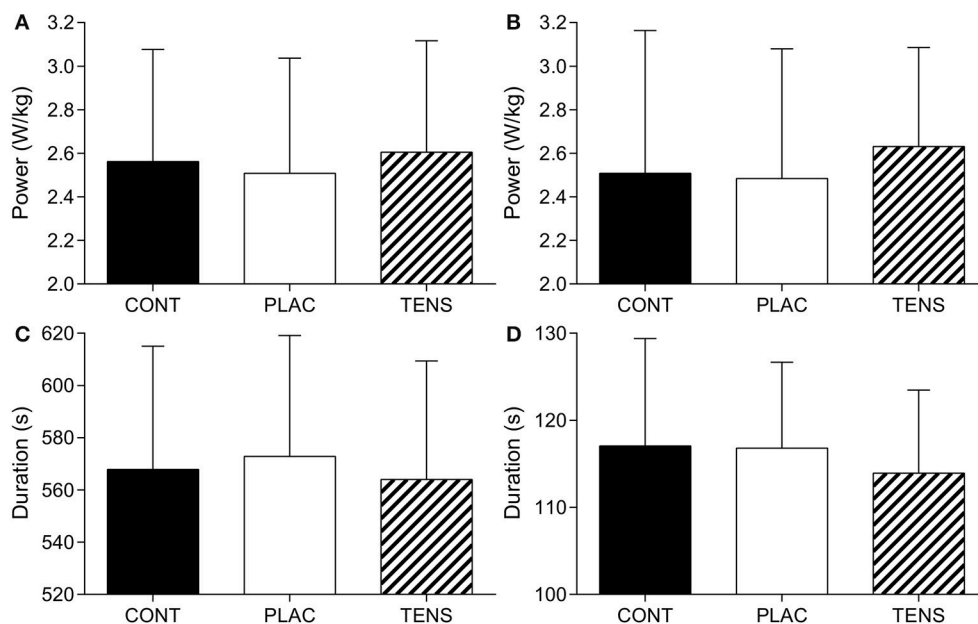 A
Power (W/kg)
3.2
3.0
2.8
2.6
2.4
2.2
2.0
CONT PLAC TENS
B
Power (W/kg)
3.2
3.0
2.8
2.6
2.4
2.2
2.0
CONT PLAC TENS
C
Duration (s)
620
600
580
560
540
520
CONT PLAC TENS
D
Duration (s)
130
120
110
100
CONT PLAC TENS